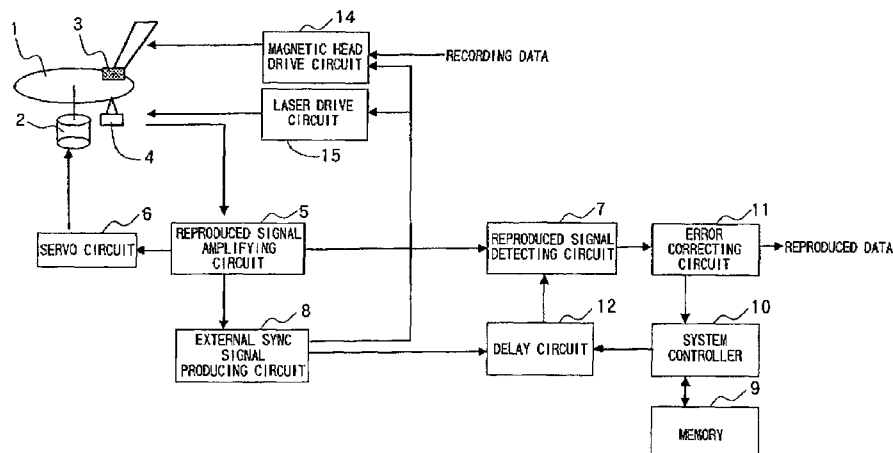 14
3
1
MAGNETIC HEAD
DRIVE CIRCUIT
RECORDING DATA
LASER DRIVE
CIRCUIT
2
4
15
6
5
7
11
SERVO CIRCUIT
REPRODUCED SIGNAL
AMPLIFYING
CIRCUIT
REPRODUCED SIGNAL
DETECTING CIRCUIT
ERROR
CORRECTING
CIRCUIT
REPRODUCED DATA
8
12
10
EXTERNAL SYNC
SIGNAL
PRODUCING CIRCUIT
DELAY CIRCUIT
SYSTEM
CONTROLLER
9
MEMORY